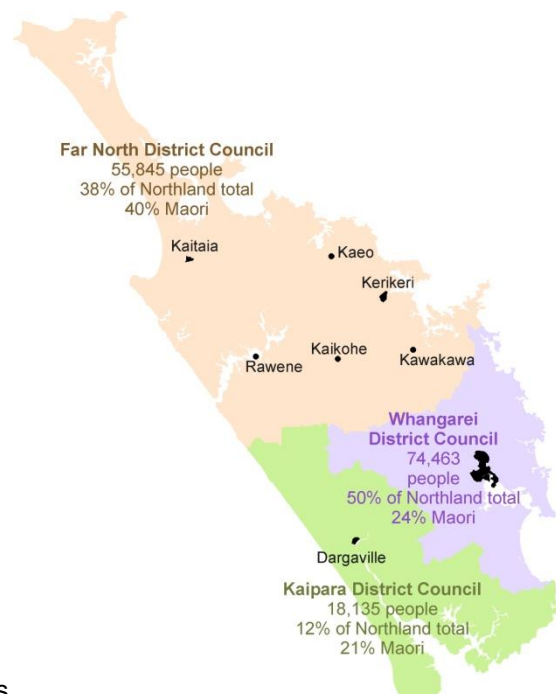 Far North District Council
55,845 people
38% of Northland total
40% Maori
Kaitaia
Kaeo
Kerikeri
Rawene
Kaikohe
Kawakawa
Whangarei
District Council
74,463
people
50% of Northland total
24% Maori
Dargaville
Kaipara District Council
18,135 people
12% of Northland total
21% Maori
s